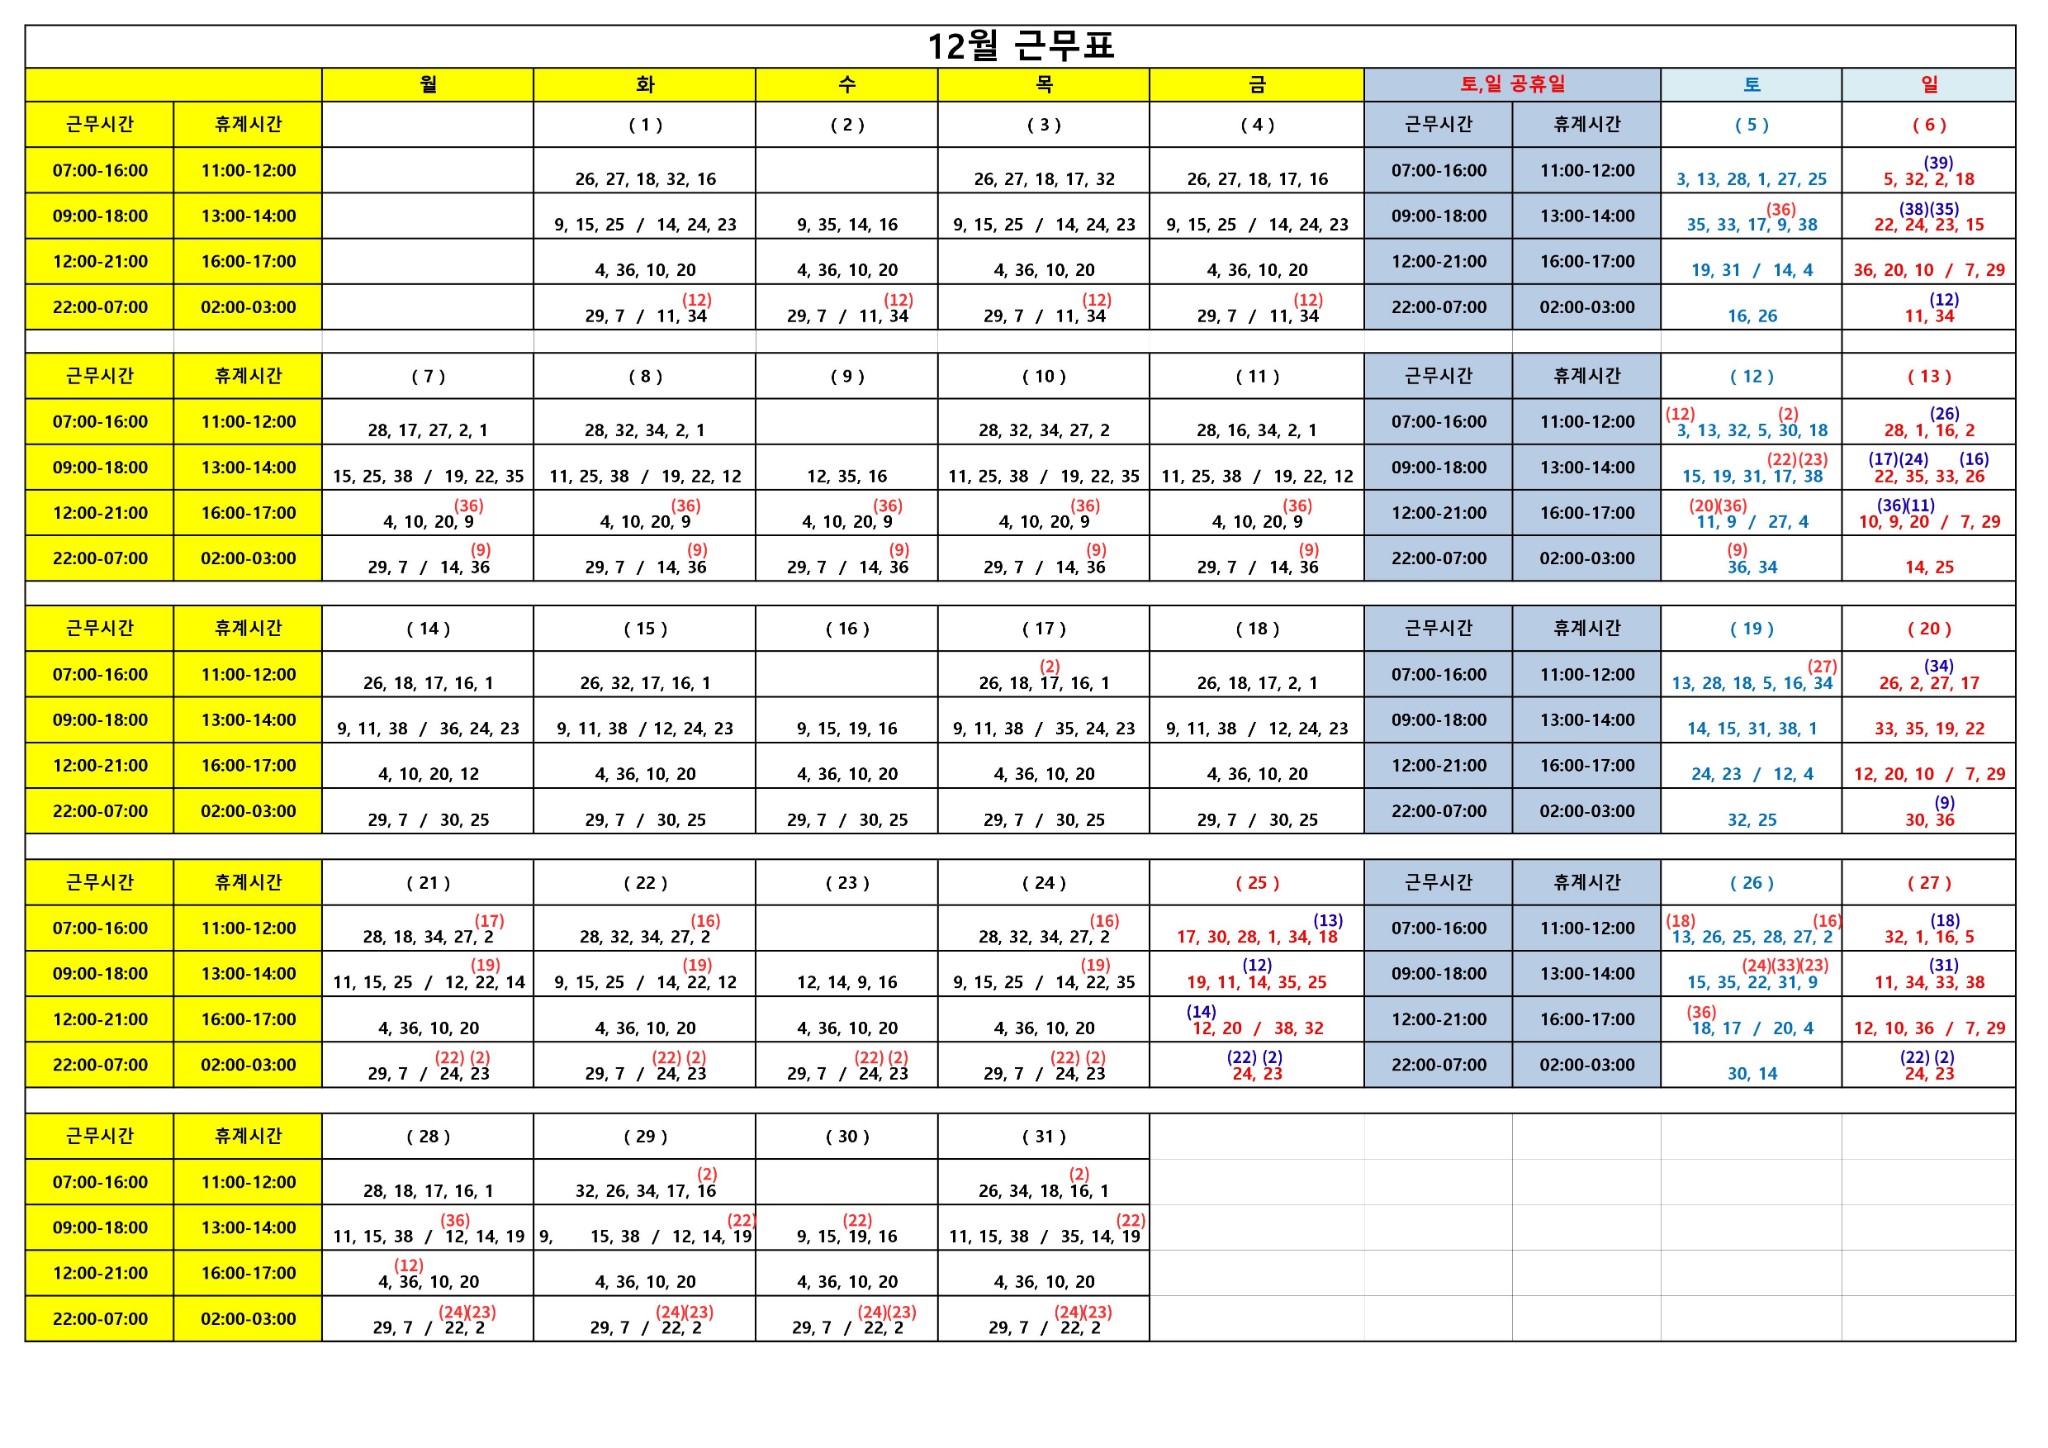 12월 근무표
월 화 수 목 금 토,일 공휴일 토 일
근무시간 휴계시간 ( 1 ) ( 2 ) ( 3 ) ( 4 ) 근무시간 휴계시간 ( 5 ) ( 6 )
(39)
07:00-16:00 11:00-12:00 26, 27, 18, 32, 16 26, 27, 18, 17, 32 26, 27, 18, 17, 16 07:00-16:00 11:00-12:00 3, 13, 28, 1, 27, 25 5, 32, 2, 18
(36) (38)(35)
09:00-18:00 13:00-14:00 9, 15, 25 / 14, 24, 23 9, 35, 14, 16 9, 15, 25 / 14, 24, 23 9, 15, 25 / 14, 24, 23 09:00-18:00 13:00-14:00 35, 33, 17, 9, 38 22, 24, 23, 15
12:00-21:00 16:00-17:00 4, 36, 10, 20 4, 36, 10, 20 4, 36, 10, 20 4, 36, 10, 20 12:00-21:00 16:00-17:00 19, 31 / 14, 4 36, 20, 10 / 7, 29
(12) (12) (12) (12) (12)
22:00-07:00 02:00-03:00 29, 7 / 11, 34 29, 7 / 11, 34 29, 7 / 11, 34 29, 7 / 11, 34 22:00-07:00 02:00-03:00 16, 26 11, 34
근무시간 휴계시간 ( 7 ) ( 8 ) ( 9 ) ( 10 ) ( 11 ) 근무시간 휴계시간 ( 12 ) ( 13 )
(12) (2) (26)
07:00-16:00 11:00-12:00 28, 17, 27, 2, 1 28, 32, 34, 2, 1 28, 32, 34, 27, 2 28, 16, 34, 2, 1 07:00-16:00 11:00-12:00 3, 13, 32, 5, 30, 18 28, 1, 16, 2
(22)(23) (17)(24) (16)
09:00-18:00 13:00-14:00 15, 25, 38 / 19, 22, 35 11, 25, 38 / 19, 22, 12 12, 35, 16 11, 25, 38 / 19, 22, 35 11, 25, 38 / 19, 22, 12 09:00-18:00 13:00-14:00 15, 19, 31, 17, 38 22, 35, 33, 26
(36) (36) (36) (36) (36) (20)(36) (36)(11)
12:00-21:00 16:00-17:00 4, 10, 20, 9 4, 10, 20, 9 4, 10, 20, 9 4, 10, 20, 9 4, 10, 20, 9 12:00-21:00 16:00-17:00 11, 9 / 27, 4 10, 9, 20 / 7, 29
(9) (9) (9) (9) (9) (9)
22:00-07:00 02:00-03:00 29, 7 / 14, 36 29, 7 / 14, 36 29, 7 / 14, 36 29, 7 / 14, 36 29, 7 / 14, 36 22:00-07:00 02:00-03:00 36, 34 14, 25
근무시간 휴계시간 ( 14 ) ( 15 ) ( 16 ) ( 17 ) ( 18 ) 근무시간 휴계시간 ( 19 ) ( 20 )
(2) (27) (34)
07:00-16:00 11:00-12:00 26, 18, 17, 16, 1 26, 32, 17, 16, 1 26, 18, 17, 16, 1 26, 18, 17, 2, 1 07:00-16:00 11:00-12:00 13, 28, 18, 5, 16, 34 26, 2, 27, 17
09:00-18:00 13:00-14:00 9, 11, 38 / 36, 24, 23 9, 11, 38 / 12, 24, 23 9, 15, 19, 16 9, 11, 38 / 35, 24, 23 9, 11, 38 / 12, 24, 23 09:00-18:00 13:00-14:00 14, 15, 31, 38, 1 33, 35, 19, 22
12:00-21:00 16:00-17:00 4, 10, 20, 12 4, 36, 10, 20 4, 36, 10, 20 4, 36, 10, 20 4, 36, 10, 20 12:00-21:00 16:00-17:00 24, 23 / 12, 4 12, 20, 10 / 7, 29
(9)
22:00-07:00 02:00-03:00 29, 7 / 30, 25 29, 7 / 30, 25 29, 7 / 30, 25 29, 7 / 30, 25 29, 7 / 30, 25 22:00-07:00 02:00-03:00 32, 25 30, 36
근무시간 휴계시간 ( 21 ) ( 22 ) ( 23 ) ( 24 ) ( 25 ) 근무시간 휴계시간 ( 26 ) ( 27 )
(17) (16) (16) (13) (18) (16) (18)
07:00-16:00 11:00-12:00 28, 18, 34, 27, 2 28, 32, 34, 27, 2 28, 32, 34, 27, 2 17, 30, 28, 1, 34, 18 07:00-16:00 11:00-12:00 13, 26, 25, 28, 27, 2 32, 1, 16, 5
(19) (19) (19) (12) (24)(33)(23) (31)
09:00-18:00 13:00-14:00 11, 15, 25 / 12, 22, 14 9, 15, 25 / 14, 22, 12 12, 14, 9, 16 9, 15, 25 / 14, 22, 35 19, 11, 14, 35, 25 09:00-18:00 13:00-14:00 15, 35, 22, 31, 9 11, 34, 33, 38
(14) (36)
12:00-21:00 16:00-17:00 4, 36, 10, 20 4, 36, 10, 20 4, 36, 10, 20 4, 36, 10, 20 12, 20 / 38, 32 12:00-21:00 16:00-17:00 18, 17 / 20, 4 12, 10, 36 / 7, 29
(22) (2) (22) (2) (22) (2) (22) (2) (22) (2) (22) (2)
22:00-07:00 02:00-03:00 29, 7 / 24, 23 29, 7 / 24, 23 29, 7 / 24, 23 29, 7 / 24, 23 24, 23 22:00-07:00 02:00-03:00 30, 14 24, 23
근무시간 휴계시간 ( 28 ) ( 29 ) ( 30 ) ( 31 )
(2) (2)
07:00-16:00 11:00-12:00 28, 18, 17, 16, 1 32, 26, 34, 17, 16 26, 34, 18, 16, 1
(36) (22) (22) (22)
09:00-18:00 13:00-14:00 11, 15, 38 / 12, 14, 19 9, 15, 38 / 12, 14, 19 9, 15, 19, 16 11, 15, 38 / 35, 14, 19
(12)
12:00-21:00 16:00-17:00 4, 36, 10, 20 4, 36, 10, 20 4, 36, 10, 20 4, 36, 10, 20
(24)(23) (24)(23) (24)(23) (24)(23)
22:00-07:00 02:00-03:00 29, 7 / 22, 2 29, 7 / 22, 2 29, 7 / 22, 2 29, 7 / 22, 2